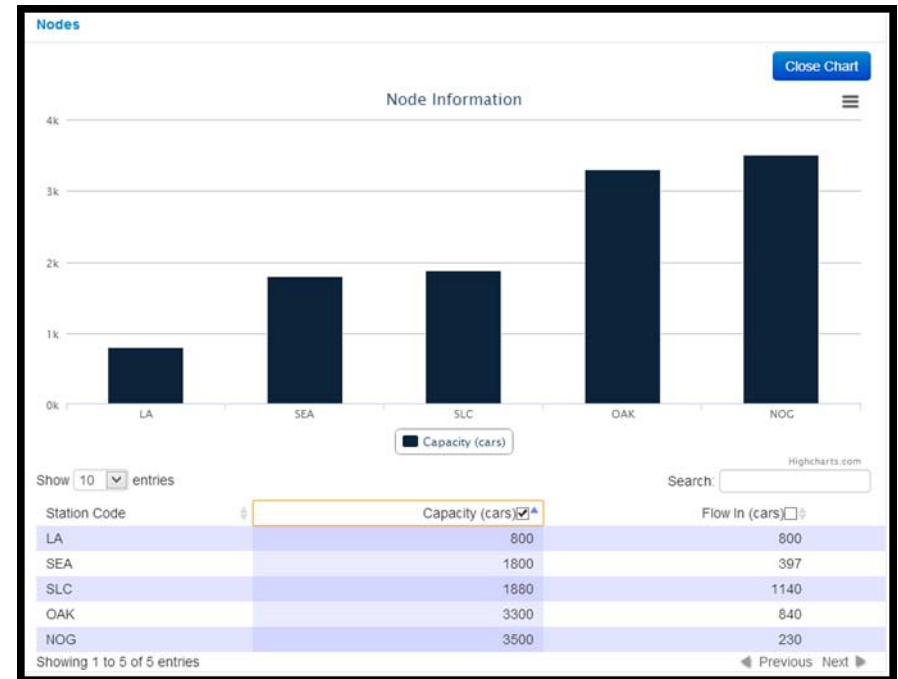 Nodes
Close Chart
Node Information
4k
3k
2k
1k
0k
LA SEA SLC OAK NOG
Capacity (cars)
Highcharts.com
Show 10 entries Search:
Station Code Capacity (cars) Flow In (cars)
LA 800 800
SEA 1800 397
SLC 1880 1140
OAK 3300 840
NOG 3500 230
Showing 1 to 5 of 5 entries Previous Next